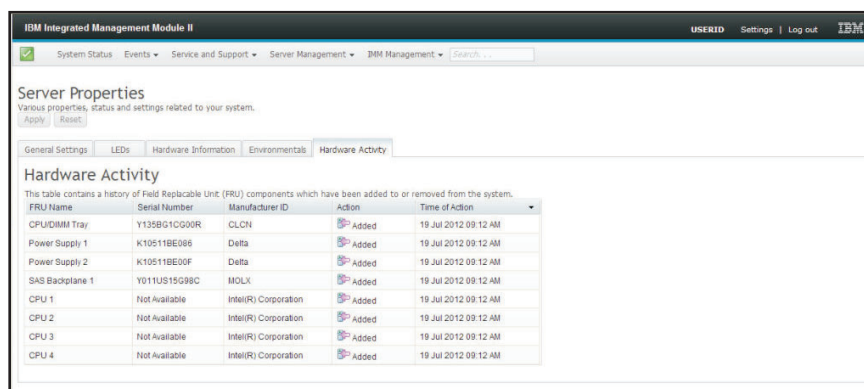 IBM Integrated Management Module II
USERID Settings | Log out IBM
System Status Events Service and Support Server Management IMM Management Search...
Server Properties
Various properties, status and settings related to your system.
Apply Reset
General Settings LEDs Hardware Information Environmentals Hardware Activity
Hardware Activity
This table contains a history of Field Replacable Unit (FRU) components which have been added to or removed from the system.
FRU Name Serial Number Manufacturer ID Action Time of Action
CPU/DIMM Tray Y135BG1CG00R CLCN Added 19 Jul 2012 09:12 AM
Power Supply 1 K10511BE086 Delta Added 19 Jul 2012 09:12 AM
Power Supply 2 K10511BE00F Delta Added 19 Jul 2012 09:12 AM
SAS Backplane 1 Y011US15G98C MOLX Added 19 Jul 2012 09:12 AM
CPU 1 Not Available Intel(R) Corporation Added 19 Jul 2012 09:12 AM
CPU 2 Not Available Intel(R) Corporation Added 19 Jul 2012 09:12 AM
CPU 3 Not Available Intel(R) Corporation Added 19 Jul 2012 09:12 AM
CPU 4 Not Available Intel(R) Corporation Added 19 Jul 2012 09:12 AM